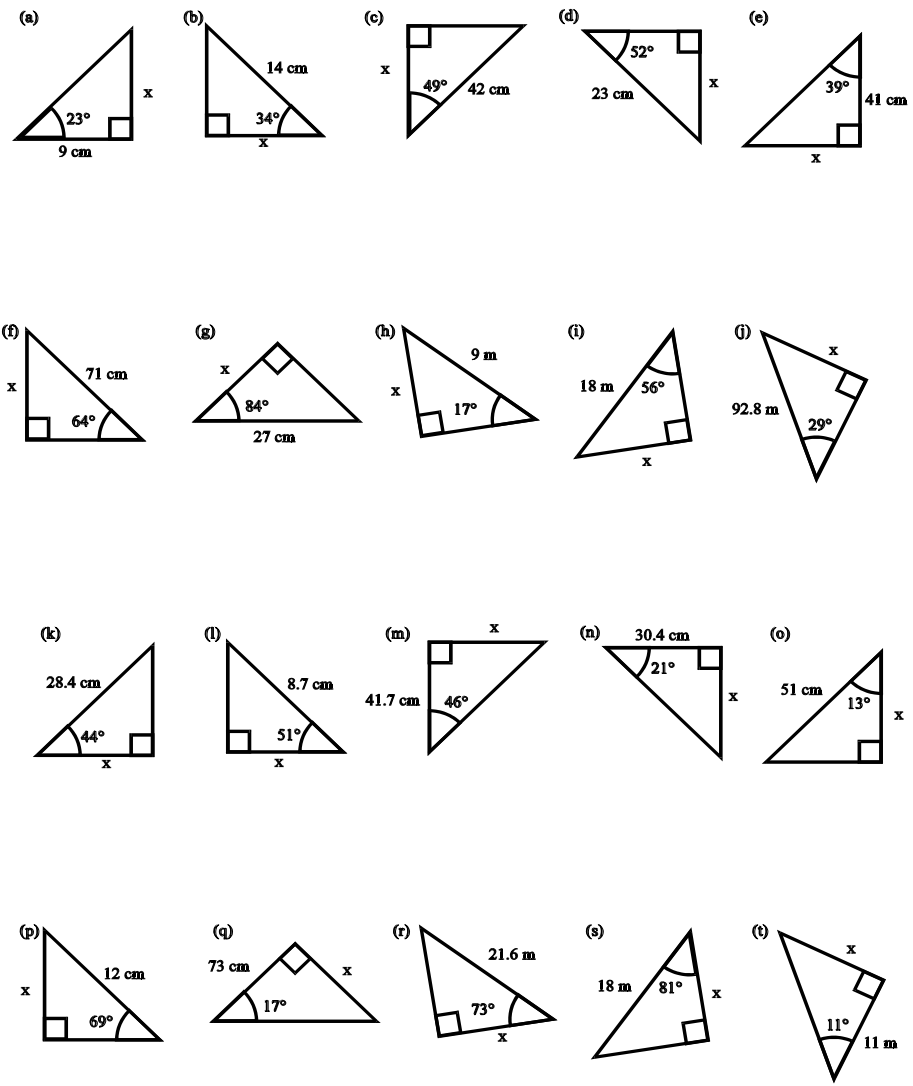 (a) (b) (c) (d) (e)
x 23° 9 cm
14 cm 34° x
x 49° 42 cm
52° 23 cm x
39° 41 cm x
(f) (g) (h) (i) (j)
x 71 cm 64°
x 84° 27 cm
9 m x 17°
18 m 56° x
x 92.8 m 29°
(k) (l) (m) (n) (o)
28.4 cm 44° x
8.7 cm 51° x
x 41.7 cm 46°
30.4 cm 21° x
51 cm 13° x
(p) (q) (r) (s) (t)
x 12 cm 69°
73 cm x 17°
21.6 m 73° x
18 m 81° x
x 11° 11 m